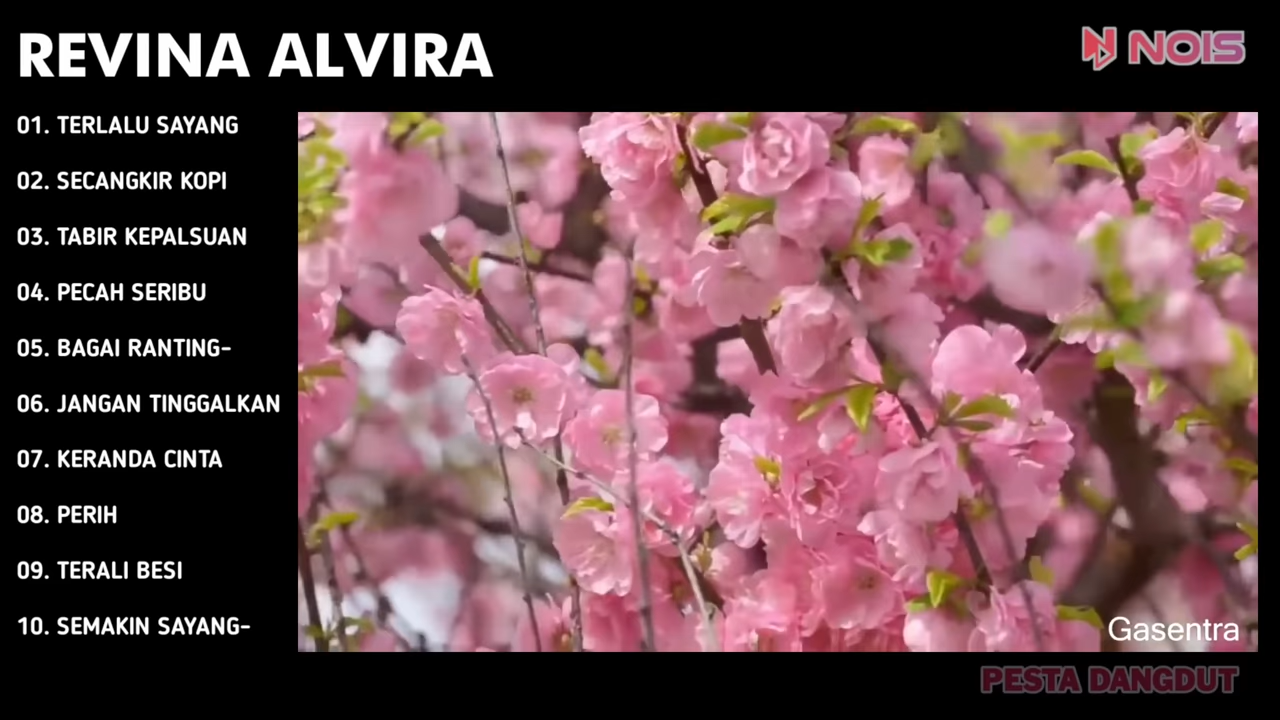 REVINA ALVIRA
NOIS
01. TERLALU SAYANG
02. SECANGKIR KOPI
03. TABIR KEPALSUAN
04. PECAH SERIBU
05. BAGAI RANTING-
06. JANGAN TINGGALKAN
07. KERANDA CINTA
08. PERIH
09. TERALI BESI
10. SEMAKIN SAYANG-
Gasentra
PESTA DANGDUT